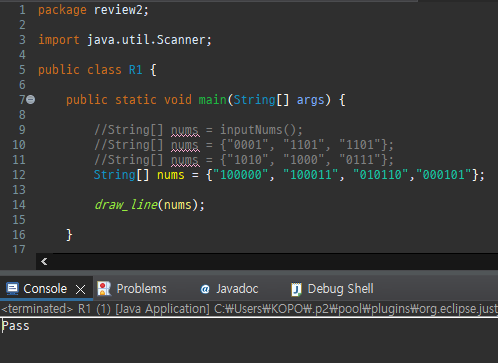 1 package review2;
2
3 import java.util.Scanner;
4
5 public class R1 {
6
7 public static void main(String[] args) {
8
9 //String[] nums = inputNums();
10 //String[] nums = {"0001", "1101", "1101"};
11 //String[] nums = {"1010", "1000", "0111"};
12 String[] nums = {"100000", "100011", "010110","000101"};
13
14 draw_line(nums);
15
16 }
17
Console Problems @ Javadoc Debug Shell
<terminated> R1 (1) [Java Application] C:₩Users₩KOPO₩.p2₩pool₩plugins₩org.eclipse.just
Pass